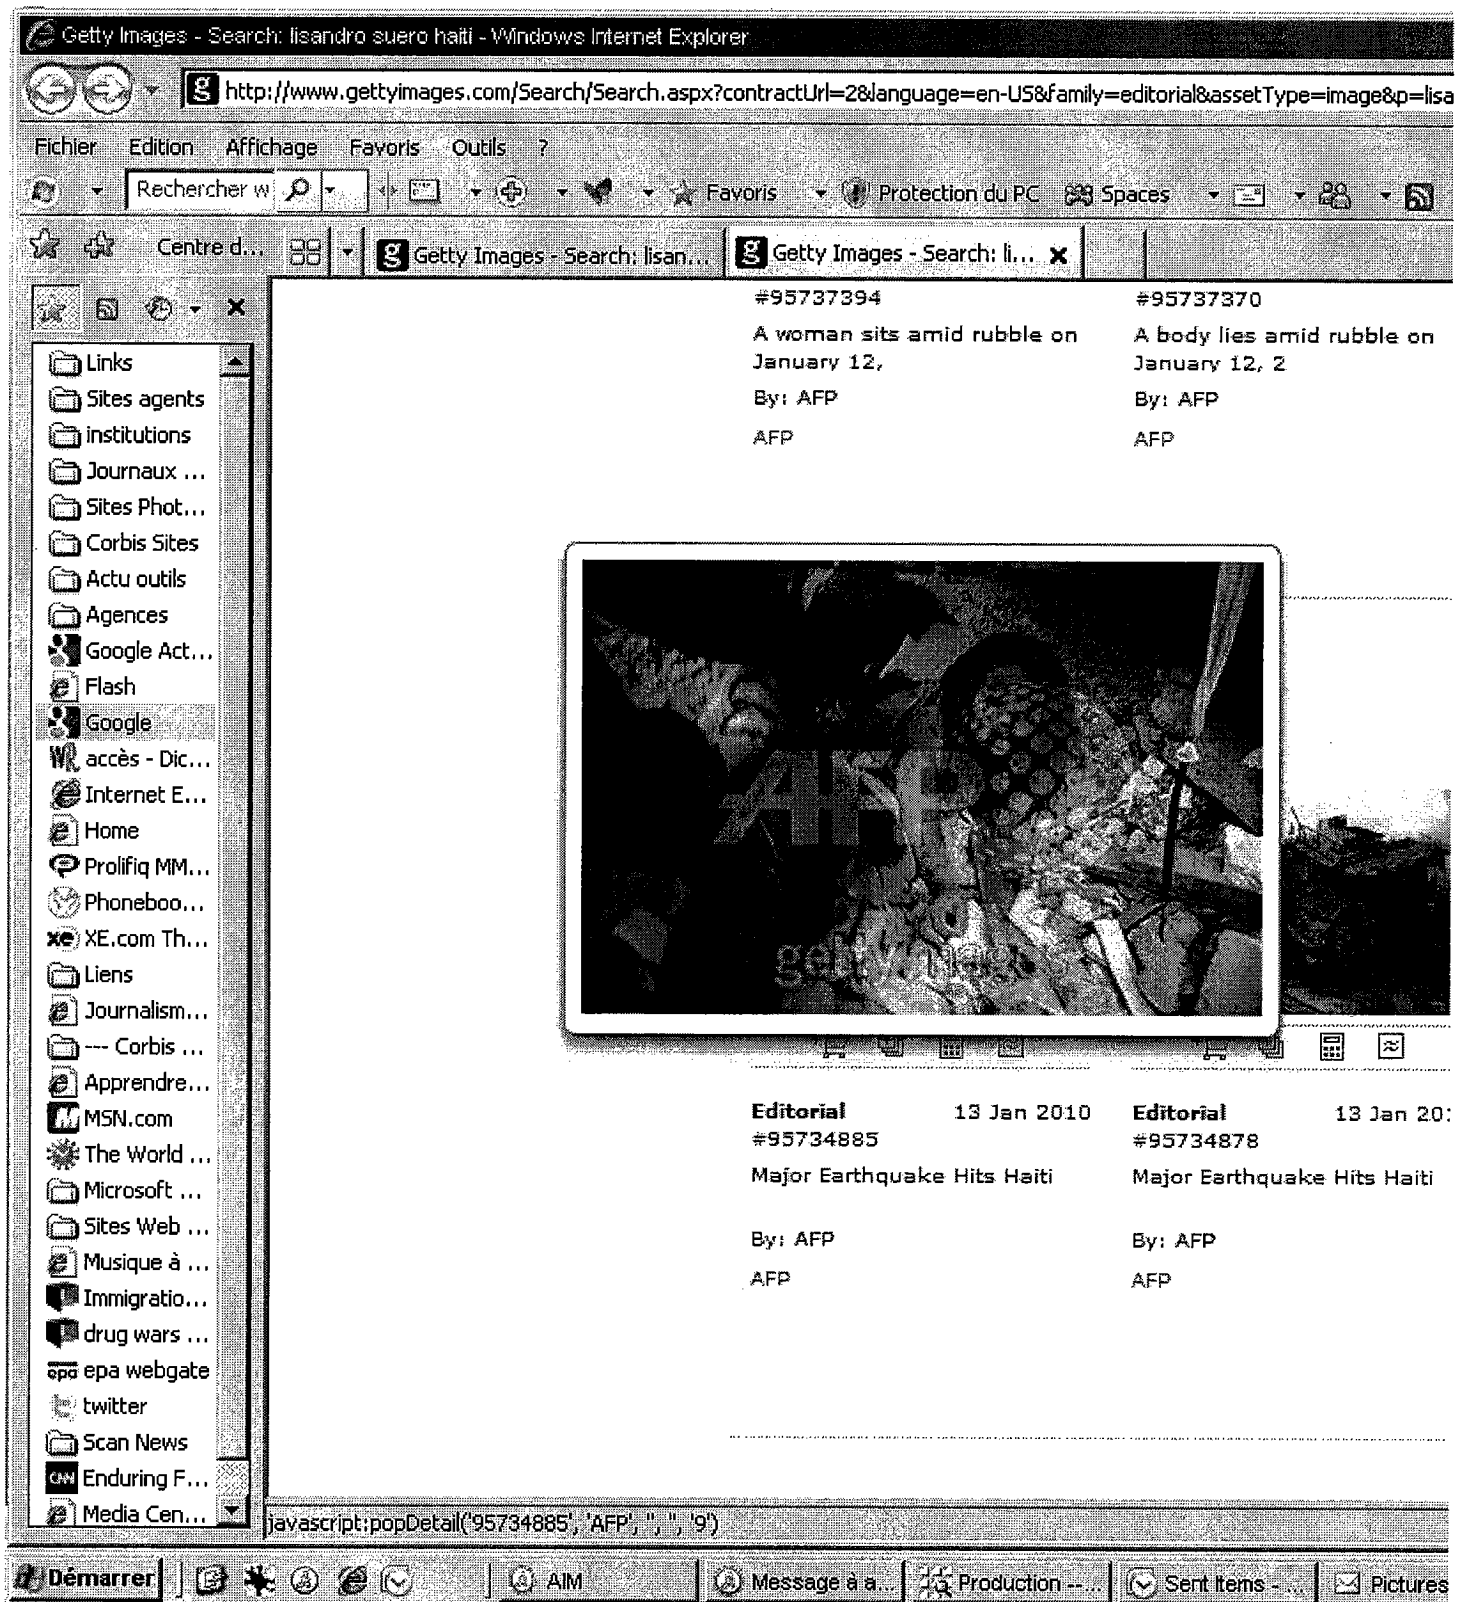 Getty Images - Search: lisandro suero haiti - Windows Internet Explorer
g http://www.gettyimages.com/Search/Search.aspx?contractUrl=2&language=en-US&family=editorial&assetType=image&p=lisa
Fichier Edition Affichage Favoris Outils ?
Rechercher w Favoris Protection du PC Spaces
Centre d... g Getty Images - Search: lisan... g Getty Images - Search: li...
#95737394 #95737370
A woman sits amid rubble on A body lies amid rubble on
January 12, January 12, 2
By: AFP By: AFP
AFP AFP
Links
Sites agents
institutions
Journaux ...
Sites Phot...
Corbis Sites
Actu outils
Agences
Google Act...
Flash
Google
accès - Dic...
Internet E...
Home
Prolifiq MM...
Phoneboo...
xe XE.com Th...
Liens
Journalism...
--- Corbis ...
Apprendre...
MSN.com
The World ...
Microsoft ...
Sites Web ...
Musique à ...
Immigratio...
drug wars ...
epa epa webgate
twitter
Scan News
CNN Enduring F...
Media Cen...
AFP
Editorial 13 Jan 2010 Editorial 13 Jan 20
#95734885 #95734878
Major Earthquake Hits Haiti Major Earthquake Hits Haiti
By: AFP By: AFP
AFP AFP
javascript:popDetail('95734885', 'AFP', '', '', '9')
Démarrer AIM Message à a... Production --... Sent Items - ... Pictures